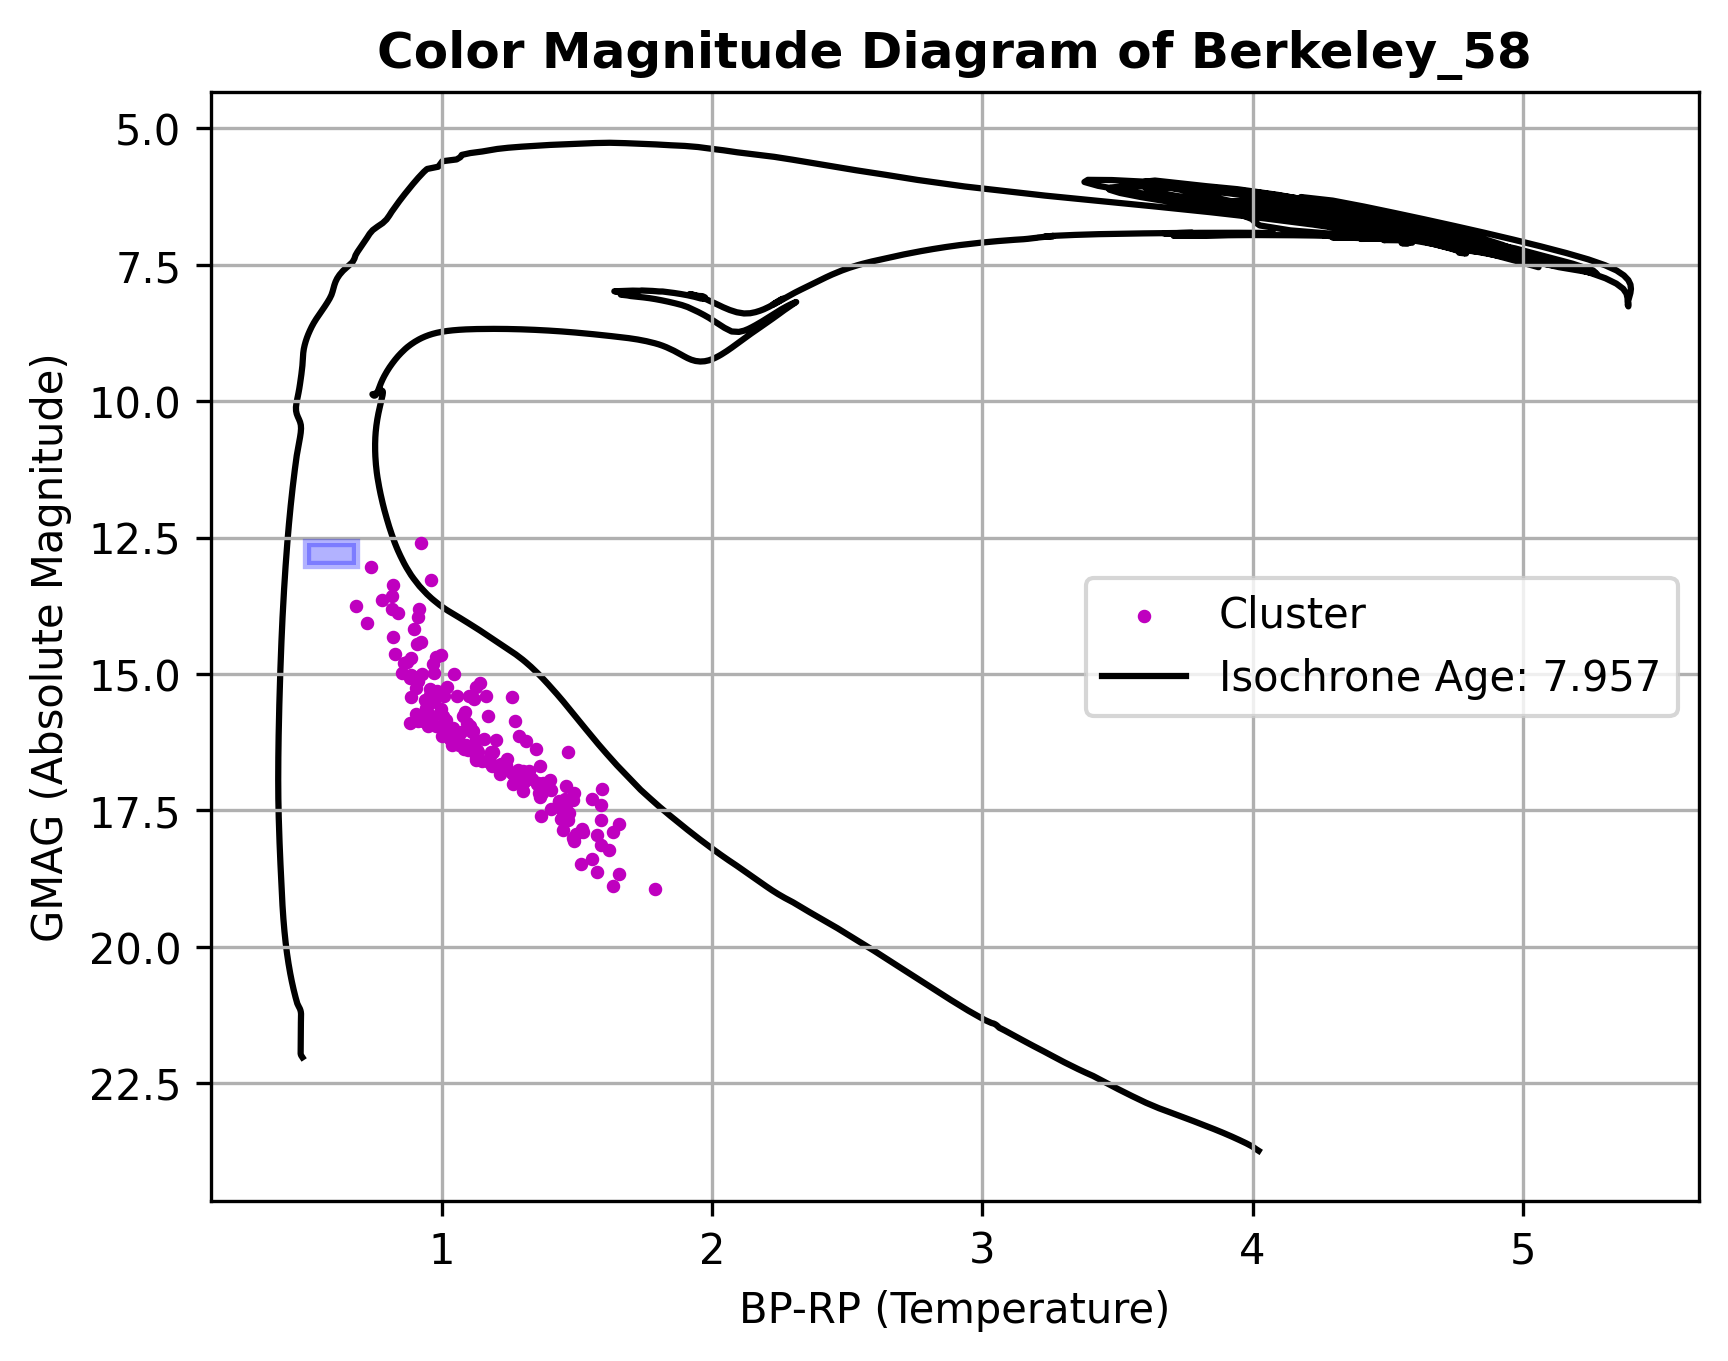 Color Magnitude Diagram of Berkeley_58
GMAG (Absolute Magnitude)
5.0
7.5
10.0
12.5
15.0
17.5
20.0
22.5
Cluster
Isochrone Age: 7.957
1 2 3 4 5
BP-RP (Temperature)